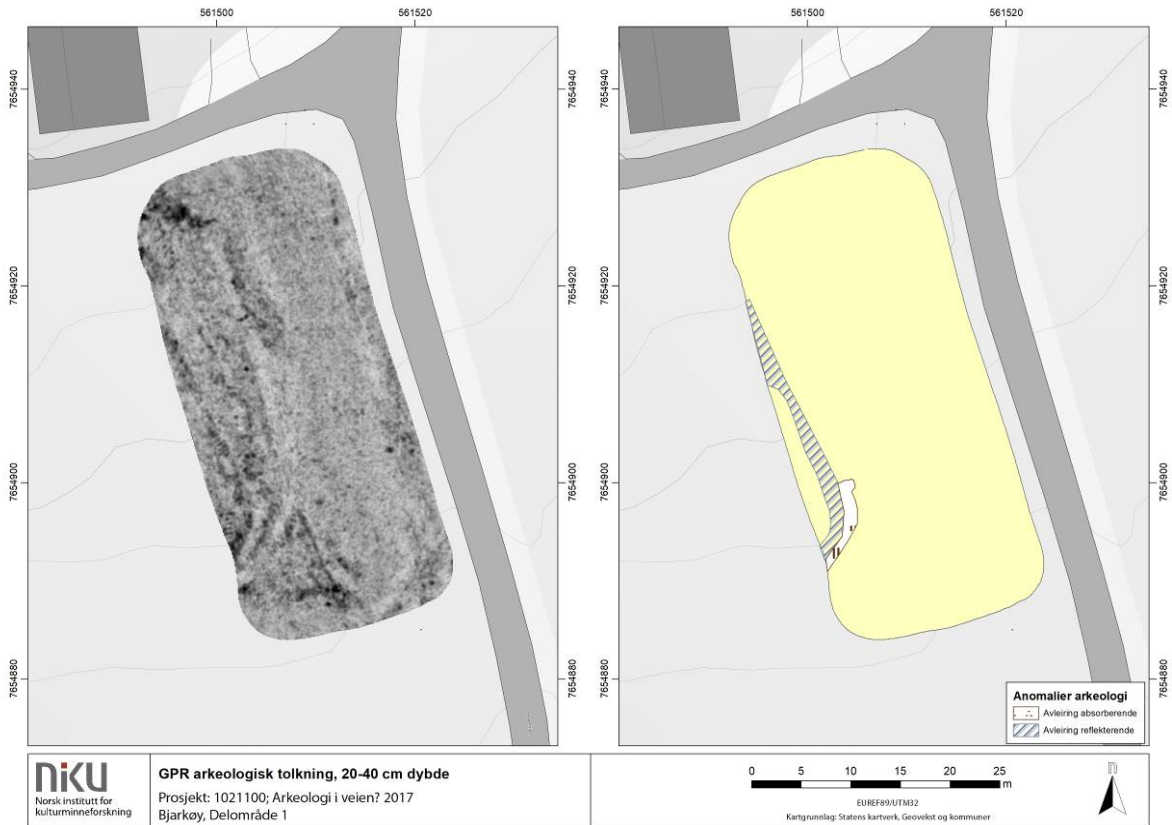 561500 561520 561500 561520
7654940 7654940 7654940 7654940
7654920 7654920 7654920 7654920
7654900 7654900 7654900 7654900
7654880 7654880 7654880 7654880
Anomalier arkeologi
Avleiring absorberende
Avleiring reflekterende
niku
Norsk institutt for
kulturminneforskning
GPR arkeologisk tolkning, 20-40 cm dybde
Prosjekt: 1021100; Arkeologi i veien? 2017
Bjarkøy, Delområde 1
0 5 10 15 20 25
m
EUREF89/UTM32
Kartgrunnlag: Statens kartverk, Geovekst og kommuner
n